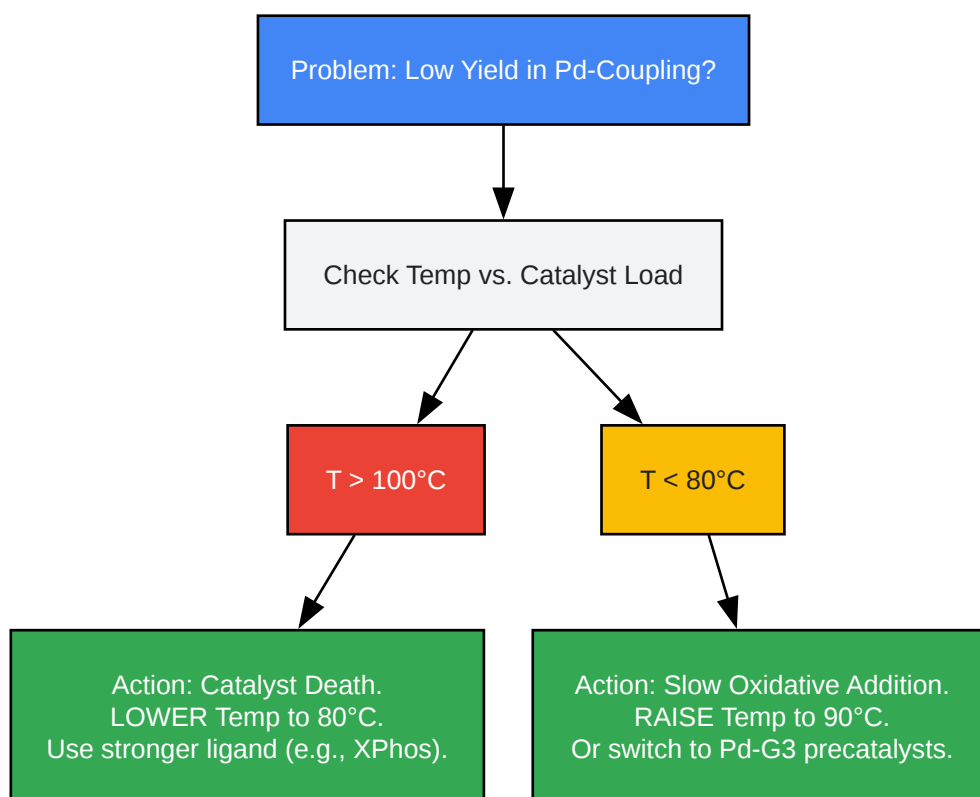 Problem: Low Yield in Pd-Coupling?
Check Temp vs. Catalyst Load
T > 100°C
T < 80°C
Action: Catalyst Death.
LOWER Temp to 80°C.
Use stronger ligand (e.g., XPhos).
Action: Slow Oxidative Addition.
RAISE Temp to 90°C.
Or switch to Pd-G3 precatalysts.